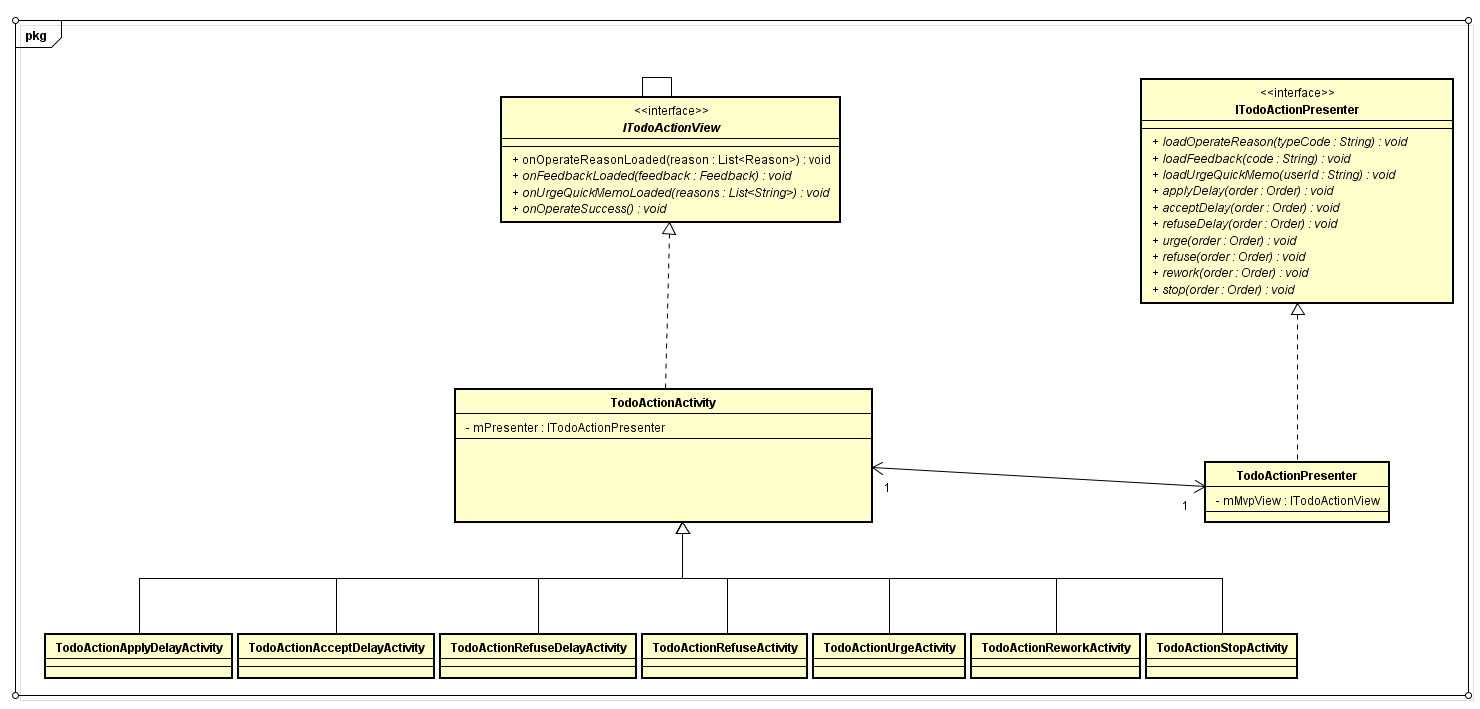 pkg
<<interface>>
ITodoActionView
+ onOperateReasonLoaded(reason : List<Reason>) : void
+ onFeedbackLoaded(feedback : Feedback) : void
+ onUrgeQuickMemoLoaded(reasons : List<String>) : void
+ onOperateSuccess() : void
<<interface>>
ITodoActionPresenter
+ loadOperateReason(typeCode : String) : void
+ loadFeedback(code : String) : void
+ loadUrgeQuickMemo(userId : String) : void
+ applyDelay(order : Order) : void
+ acceptDelay(order : Order) : void
+ refuseDelay(order : Order) : void
+ urge(order : Order) : void
+ refuse(order : Order) : void
+ rework(order : Order) : void
+ stop(order : Order) : void
TodoActionActivity
- mPresenter : ITodoActionPresenter
1
1
TodoActionPresenter
- mMvpView : ITodoActionView
TodoActionApplyDelayActivity
TodoActionAcceptDelayActivity
TodoActionRefuseDelayActivity
TodoActionRefuseActivity
TodoActionUrgeActivity
TodoActionReworkActivity
TodoActionStopActivity